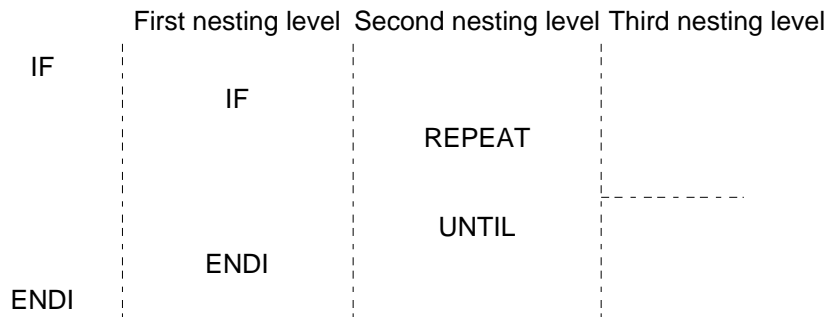 First nesting level Second nesting level Third nesting level
IF
IF
REPEAT
UNTIL
ENDI
ENDI